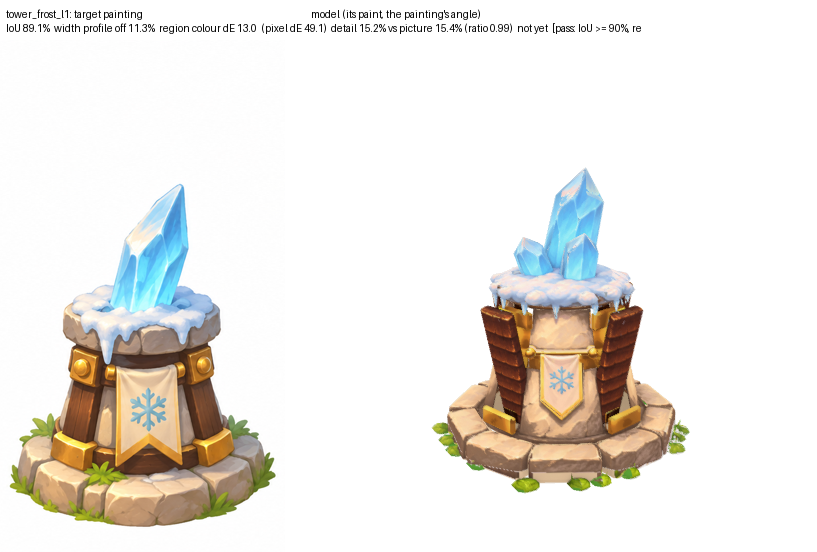 tower_frost_l1: target painting
model (its paint, the painting's angle)
IoU 89.1% width profile off 11.3% region colour dE 13.0 (pixel dE 49.1) detail 15.2% vs picture 15.4% (ratio 0.99) not yet [pass: IoU >= 90%, re